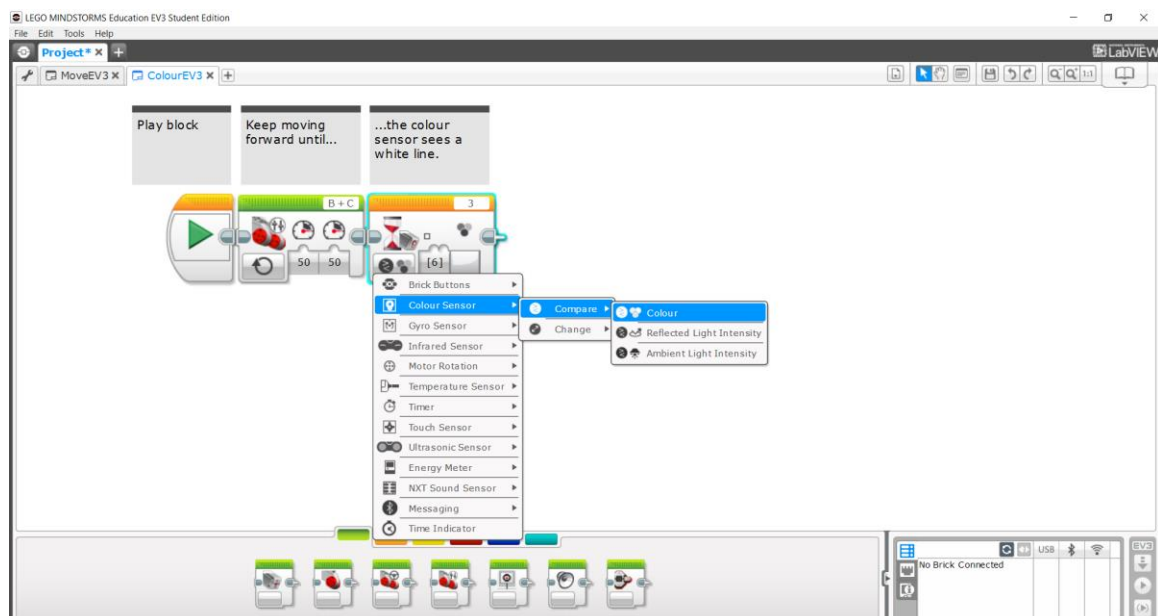 LEGO MINDSTORMS Education EV3 Student Edition
File Edit Tools Help
Project* × +
LabVIEW
MoveEV3 × ColourEV3 × +
1:1
Play block
Keep moving
forward until...
...the colour
sensor sees a
white line.
B + C
3
50 50 [6]
Brick Buttons
Colour Sensor
Gyro Sensor
Infrared Sensor
Motor Rotation
Temperature Sensor
Timer
Touch Sensor
Ultrasonic Sensor
Energy Meter
NXT Sound Sensor
Messaging
Time Indicator
Compare
Change
Colour
Reflected Light Intensity
Ambient Light Intensity
USB
EV3
No Brick Connected